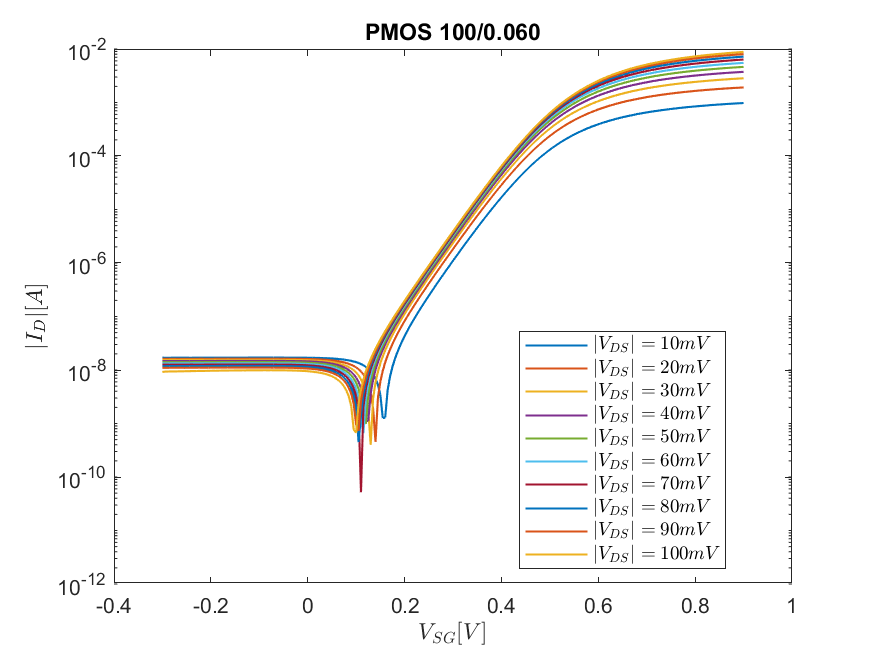 PMOS 100/0.060
10^-2
10^-4
10^-6
10^-8
10^-10
10^-12
|I_D|[A]
|V_DS| = 10mV
|V_DS| = 20mV
|V_DS| = 30mV
|V_DS| = 40mV
|V_DS| = 50mV
|V_DS| = 60mV
|V_DS| = 70mV
|V_DS| = 80mV
|V_DS| = 90mV
|V_DS| = 100mV
-0.4 -0.2 0 0.2 0.4 0.6 0.8 1
V_SG[V]